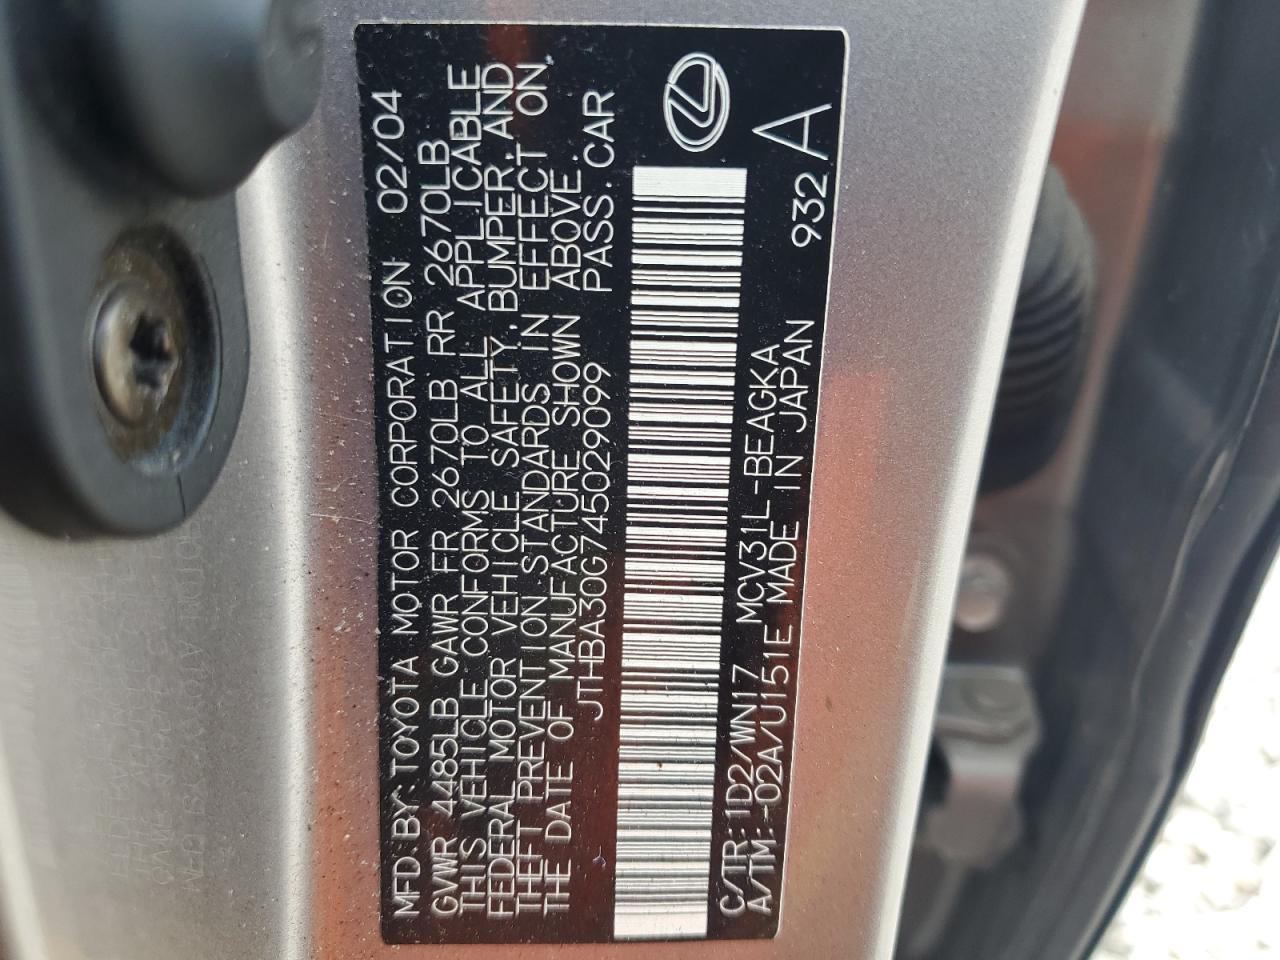 MFD.BY:TOYOTA MOTOR CORPORATION 02/04
GVWR 4485LB GAWR FR 2670LB RR 2670LB
THIS VEHICLE CONFORMS TO ALL APPLICABLE
FEDERAL MOTOR VEHICLE SAFETY, BUMPER, AND
THEFT PREVENTION STANDARDS IN EFFECT ON
THE DATE OF MANUFACTURE SHOWN ABOVE.
JTHBA30G745029099 PASS.CAR
C/TR:1D2/WN17 MCV31L-BEAGKA 932 A
A/TM:-02A/U151E MADE IN JAPAN